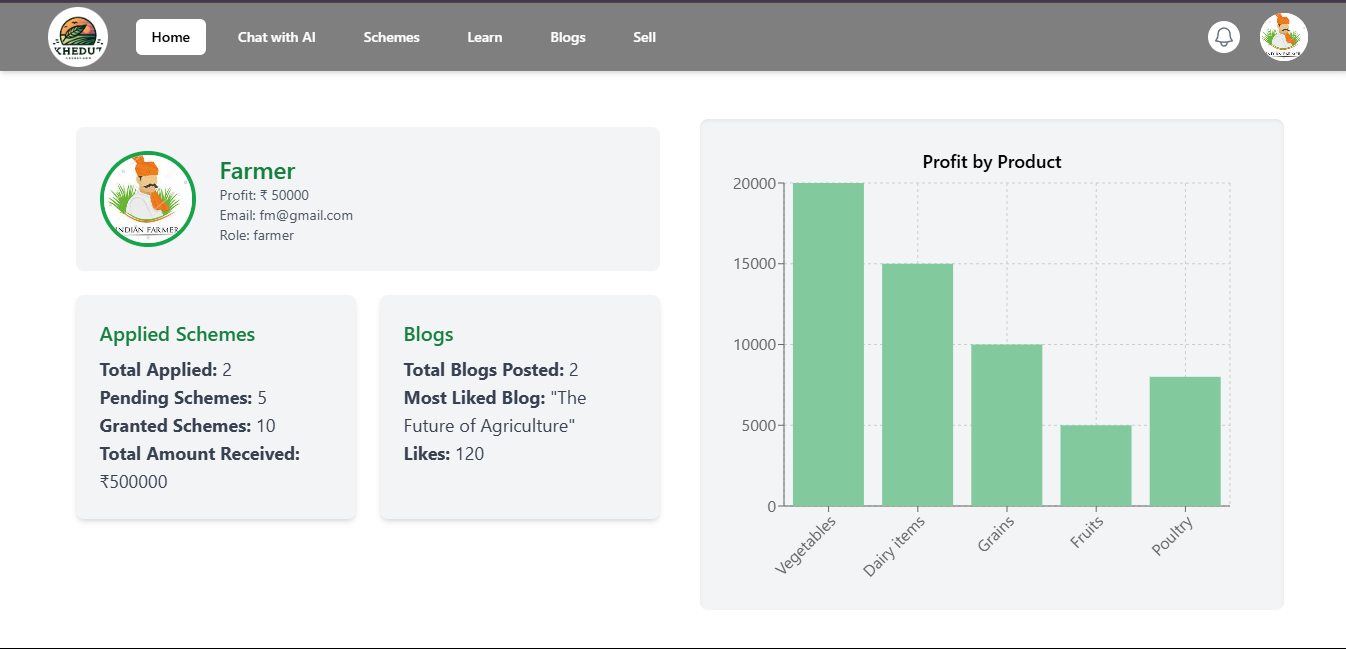 KHEDUT
Home
Chat with AI
Schemes
Learn
Blogs
Sell
Farmer
Profit: ₹ 50000
Email: fm@gmail.com
Role: farmer
INDIAN FARMER
Applied Schemes
Total Applied: 2
Pending Schemes: 5
Granted Schemes: 10
Total Amount Received:
₹500000
Blogs
Total Blogs Posted: 2
Most Liked Blog: "The
Future of Agriculture"
Likes: 120
Profit by Product
20000
15000
10000
5000
0
Vegetables
Dairy items
Grains
Fruits
Poultry